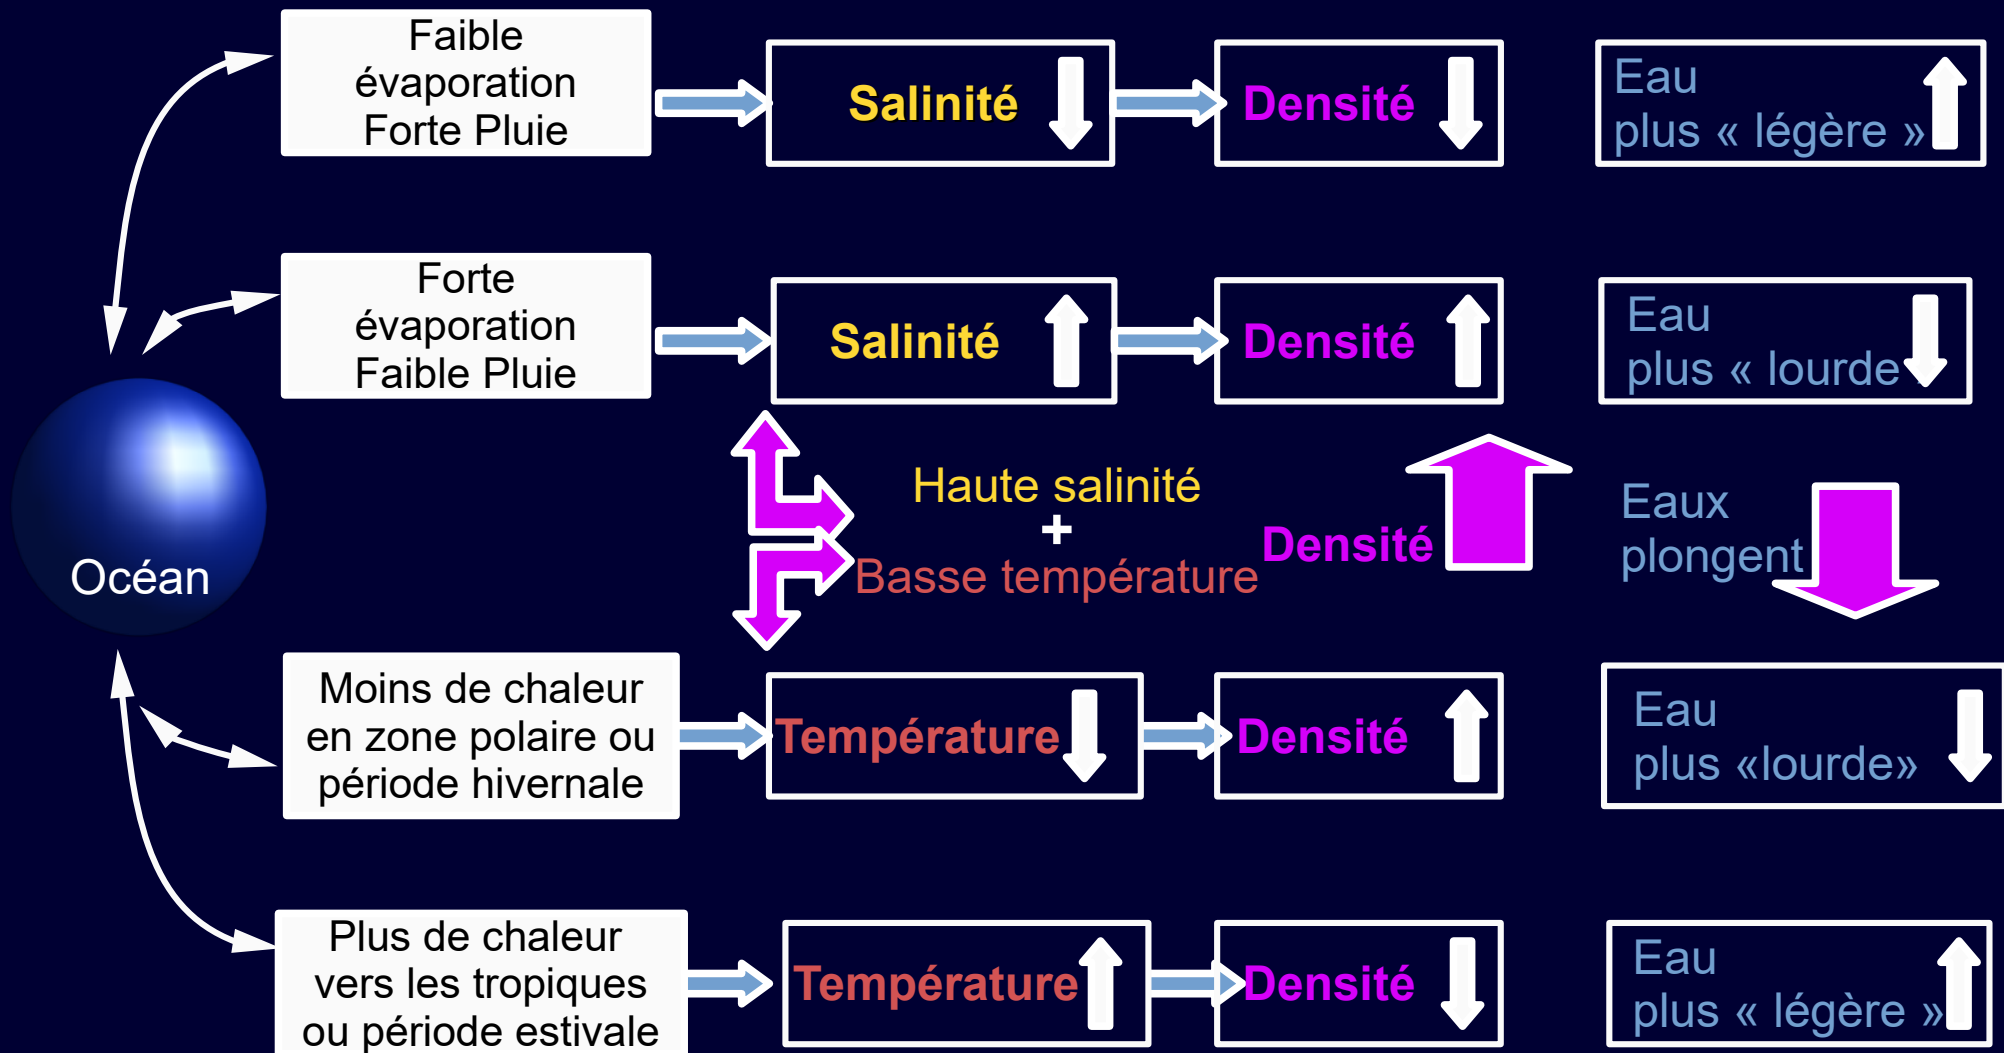 Faible
évaporation
Forte Pluie
Salinité
Densité
Eau
plus « légère »
Forte
évaporation
Faible Pluie
Salinité
Densité
Eau
plus « lourde »
Océan
Haute salinité
+
Basse température
Densité
Eaux
plongent
Moins de chaleur
en zone polaire ou
période hivernale
Température
Densité
Eau
plus «lourde»
Plus de chaleur
vers les tropiques
ou période estivale
Température
Densité
Eau
plus « légère »